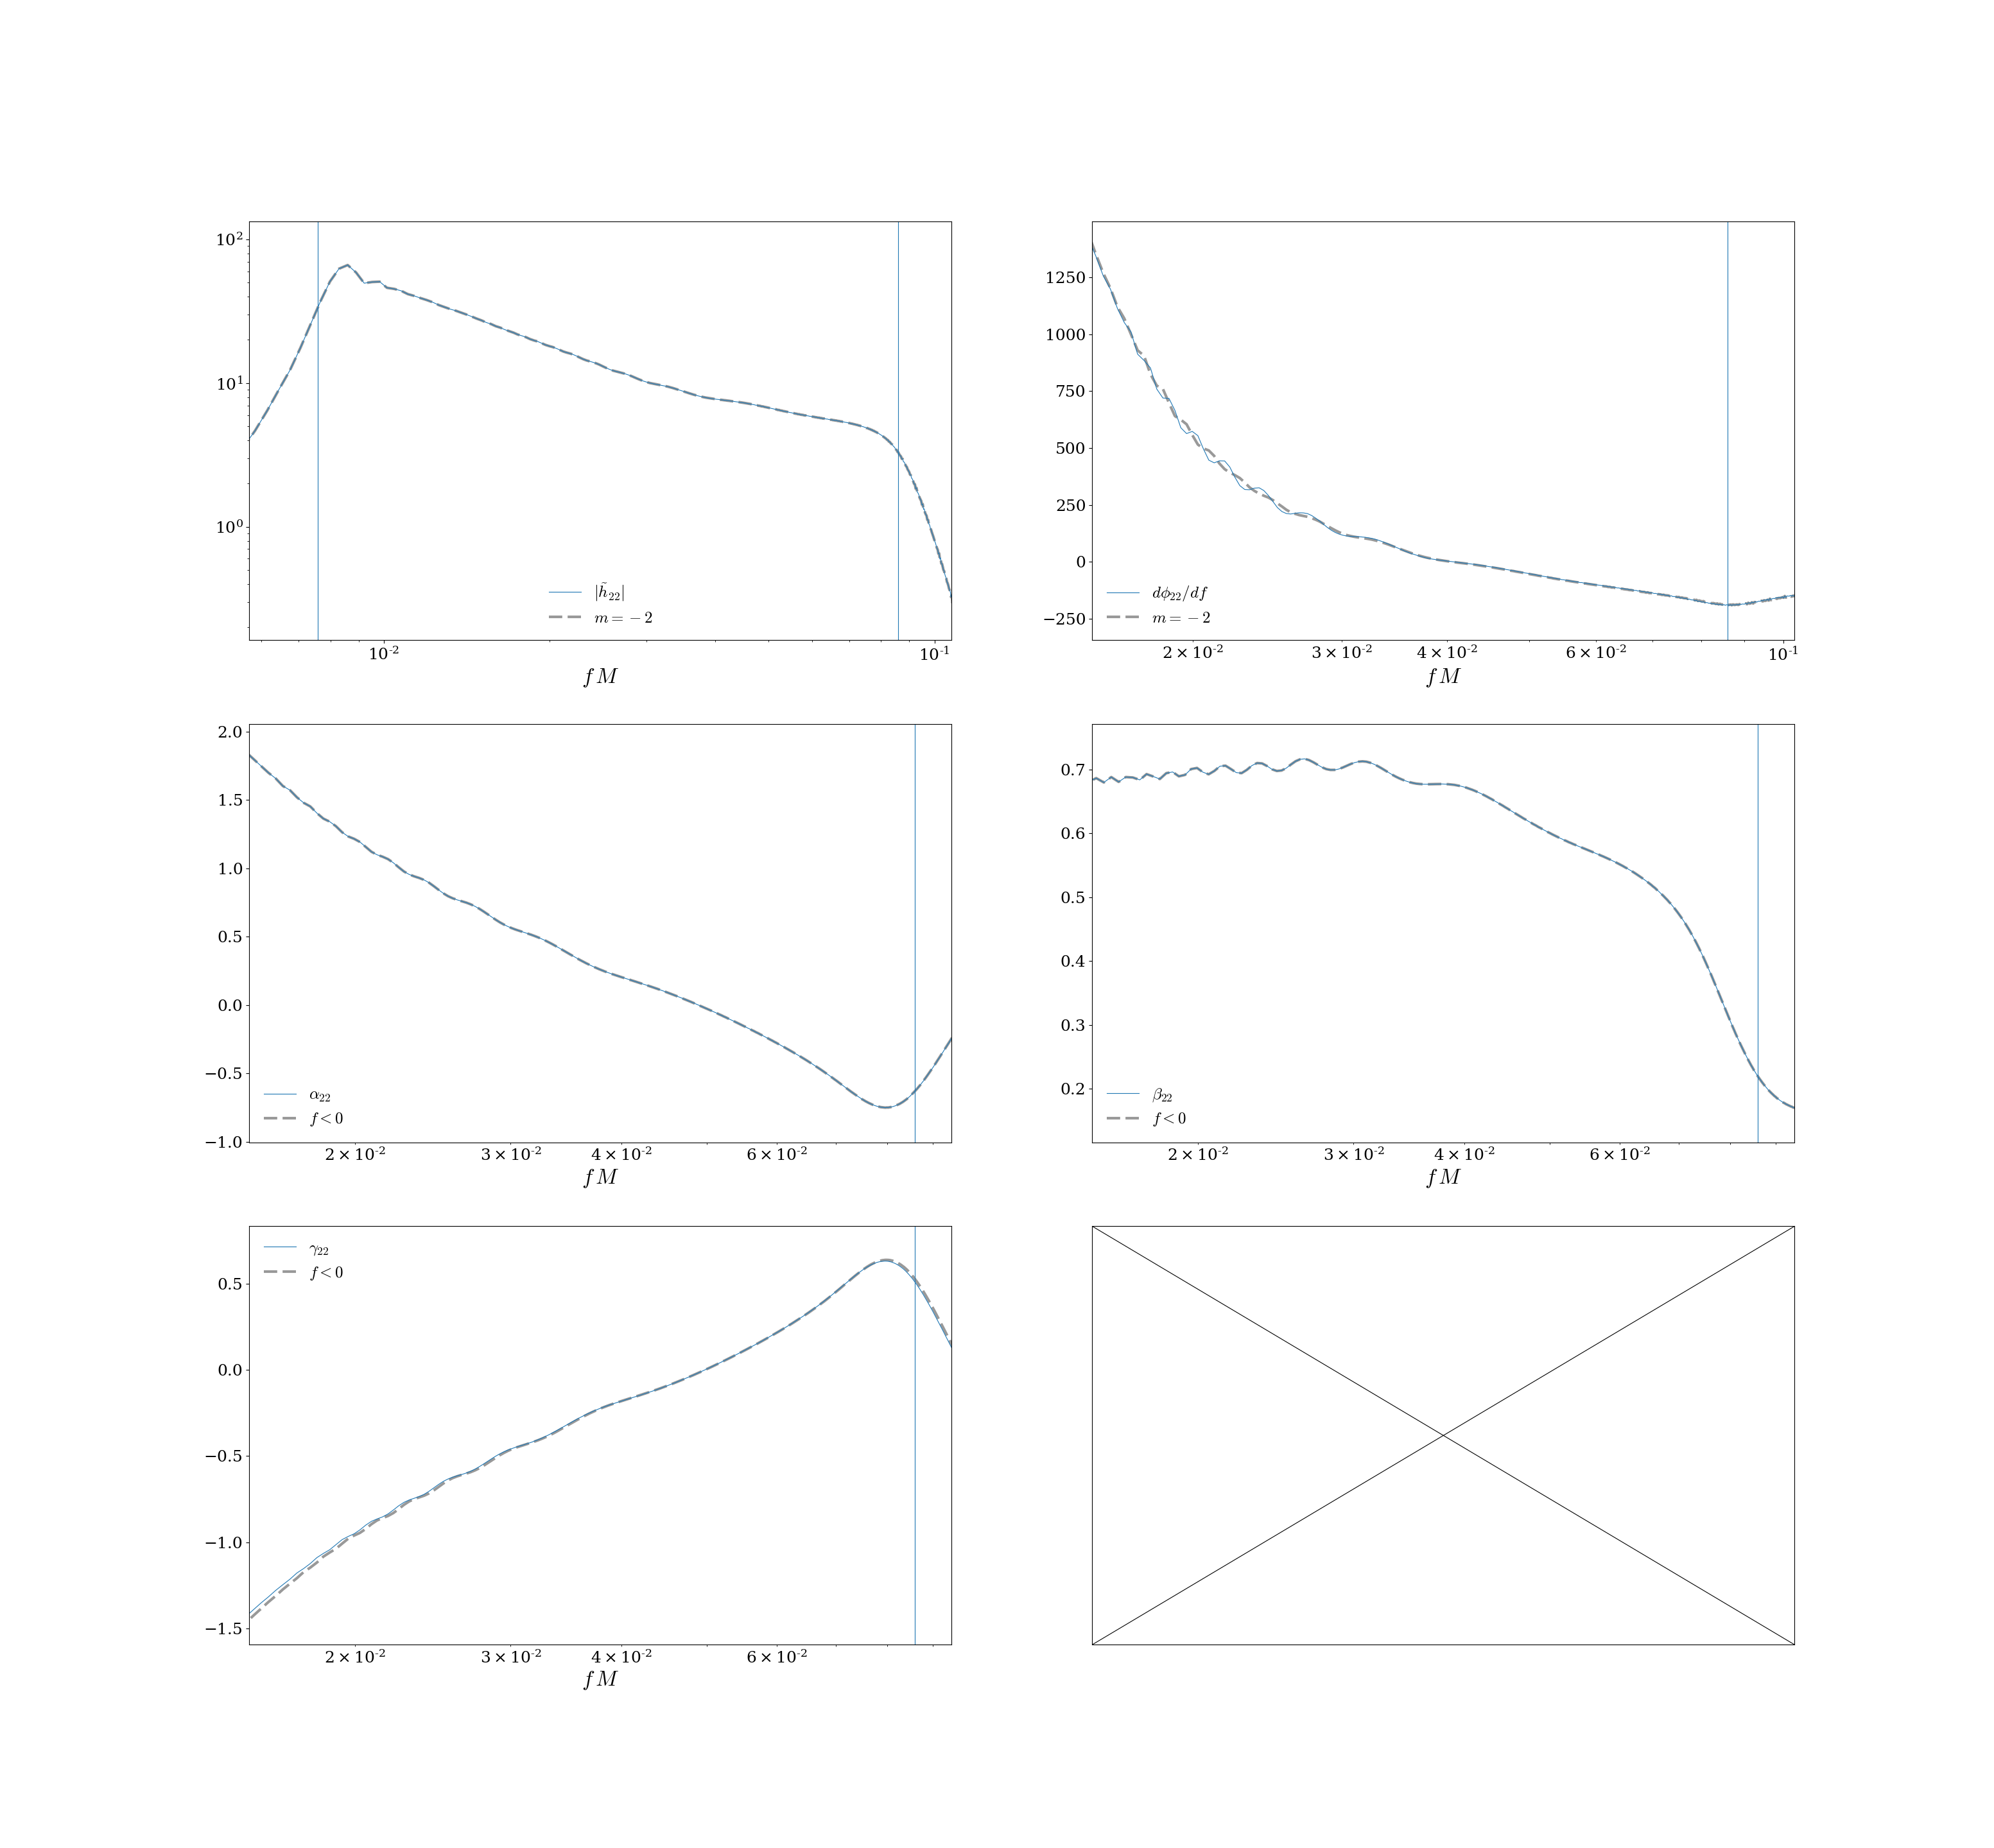 10² 10¹ 10⁰
|h̃₂₂|
m = −2
10⁻² 10⁻¹
f M
1250 1000 750 500 250 0 −250
dϕ₂₂/df
m = −2
2 × 10⁻² 3 × 10⁻² 4 × 10⁻² 6 × 10⁻² 10⁻¹
f M
2.0 1.5 1.0 0.5 0.0 −0.5 −1.0
α₂₂
f < 0
2 × 10⁻² 3 × 10⁻² 4 × 10⁻² 6 × 10⁻²
f M
0.7 0.6 0.5 0.4 0.3 0.2
β₂₂
f < 0
2 × 10⁻² 3 × 10⁻² 4 × 10⁻² 6 × 10⁻²
f M
γ₂₂
f < 0
0.5 0.0 −0.5 −1.0 −1.5
2 × 10⁻² 3 × 10⁻² 4 × 10⁻² 6 × 10⁻²
f M